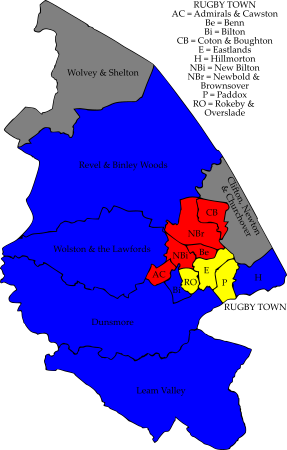 RUGBY TOWN
AC = Admirals & Cawston
Be = Benn
Bi = Bilton
CB = Coton & Boughton
E = Eastlands
H = Hillmorton
NBi = New Bilton
NBr = Newbold &
Brownsover
P = Paddox
RO = Rokeby &
Overslade
Wolvey & Shelton
Revel & Binley Woods
Clifton, Newton
& Churchover
CB
NBr
Wolston & the Lawfords
NBi
Be
AC
RO
E
P
H
Bi
RUGBY TOWN
Dunsmore
Leam Valley